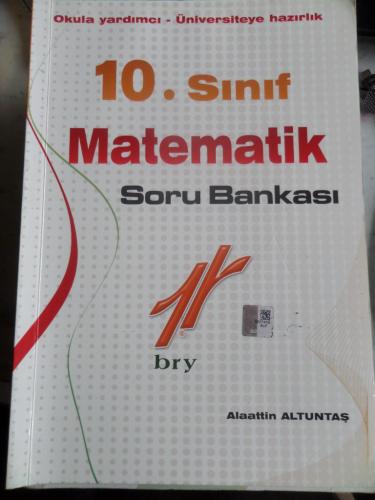 Okula yardımcı - Üniversiteye hazırlık
10. Sınıf
Matematik
Soru Bankası
bry
Alaattin ALTUNTAŞ